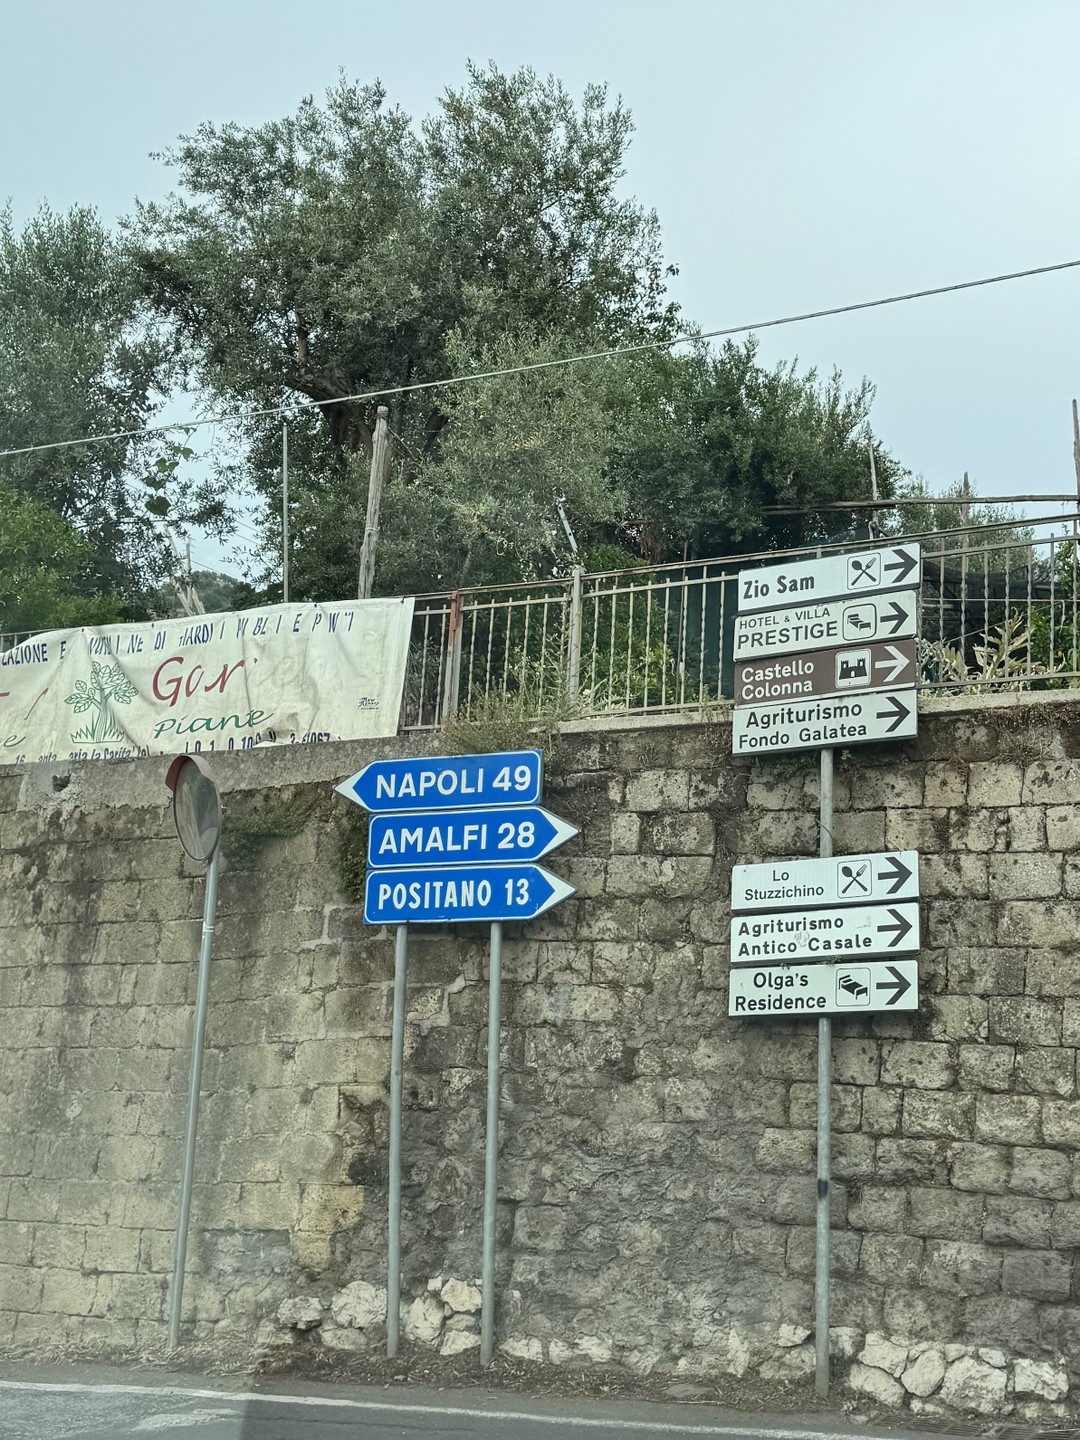 Zio Sam
HOTEL & VILLA
PRESTIGE
Castello
Colonna
Agriturismo
Fondo Galatea
DI
Piane
NAPOLI 49
AMALFI 28
POSITANO 13
Lo
Stuzzichino
Agriturismo
Antico Casale
Olga's
Residence